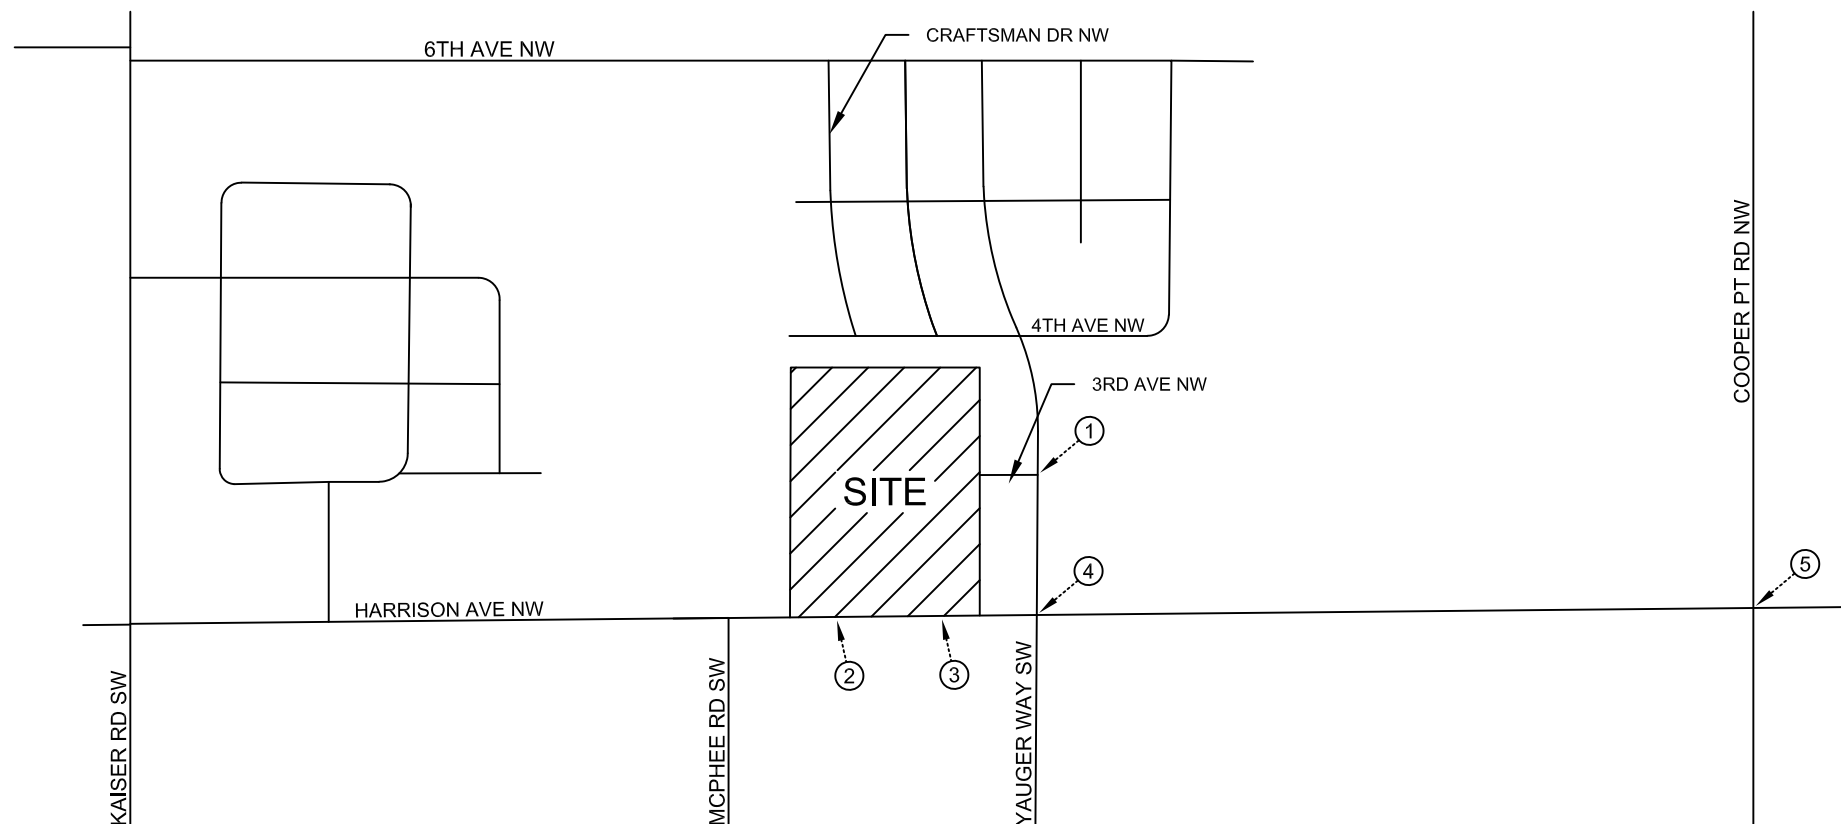 CRAFTSMAN DR NW
6TH AVE NW
COOPER PT RD NW
4TH AVE NW
3RD AVE NW
1
SITE
4
5
HARRISON AVE NW
2
3
KAISER RD SW
MCPHEE RD SW
YAUGER WAY SW